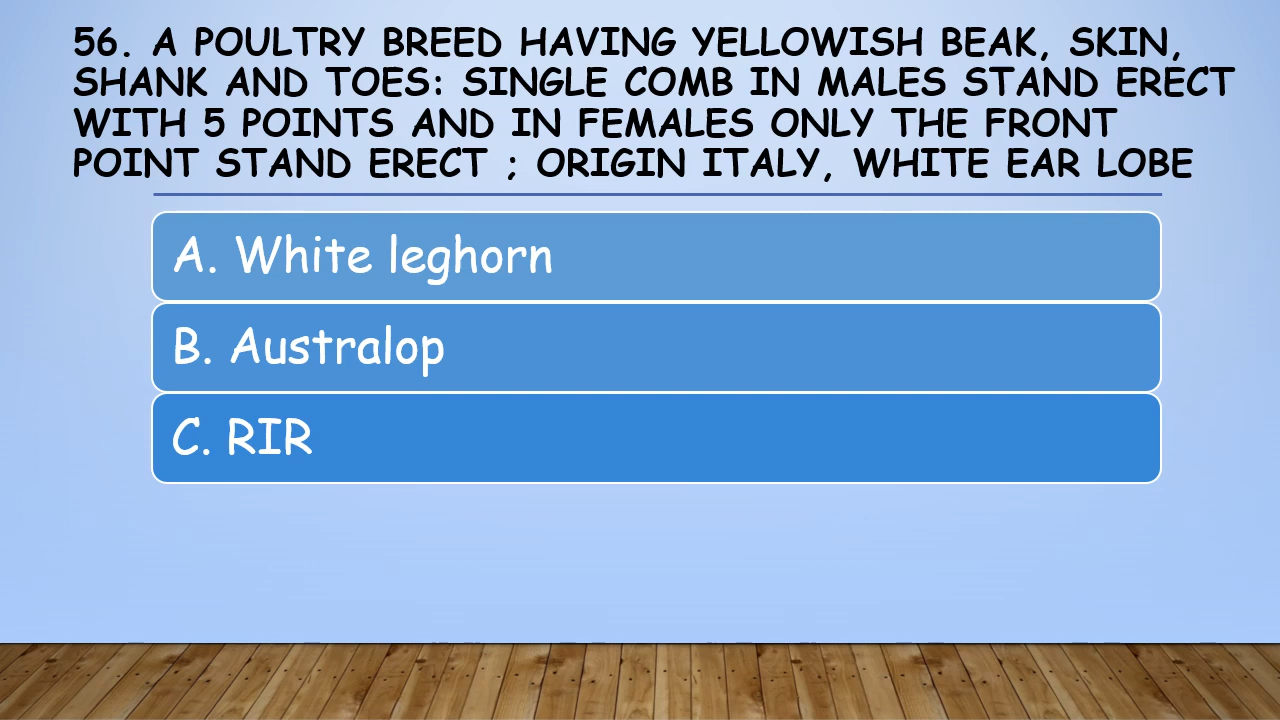 56. A POULTRY BREED HAVING YELLOWISH BEAK, SKIN,
SHANK AND TOES: SINGLE COMB IN MALES STAND ERECT
WITH 5 POINTS AND IN FEMALES ONLY THE FRONT
POINT STAND ERECT ; ORIGIN ITALY, WHITE EAR LOBE
A. White leghorn
B. Australop
C. RIR